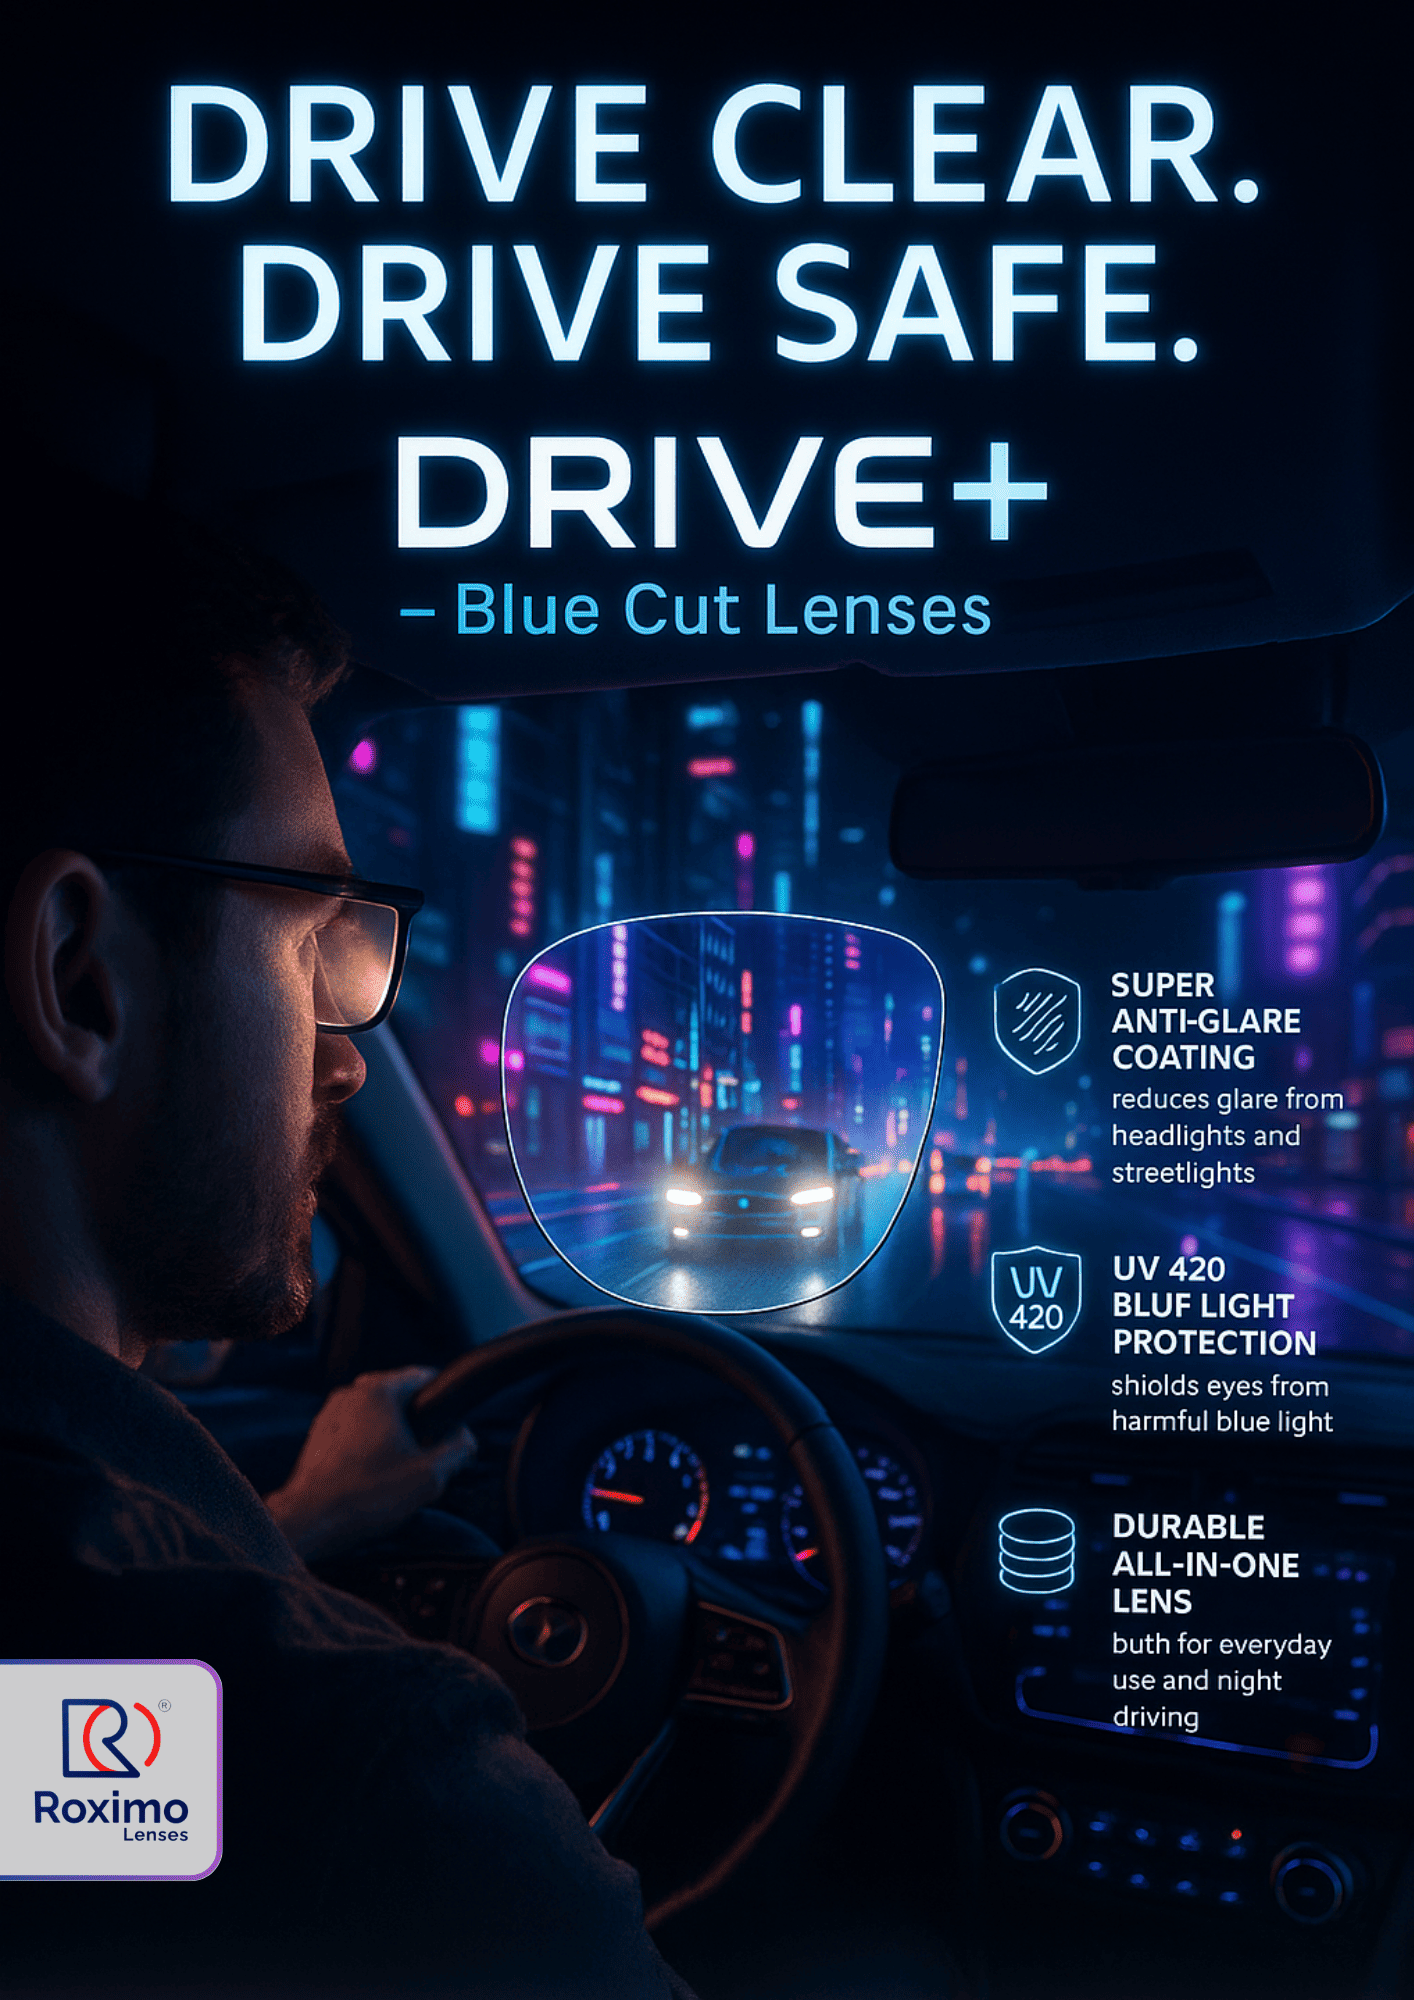 DRIVE CLEAR.
DRIVE SAFE.
DRIVE+
– Blue Cut Lenses
SUPER
ANTI-GLARE
COATING
reduces glare from
headlights and
streetlights
UV
420
UV 420
BLUF LIGHT
PROTECTION
shiolds eyes from
harmful blue light
DURABLE
ALL-IN-ONE
LENS
buth for everyday
use and night
driving
R ®
Roximo
Lenses